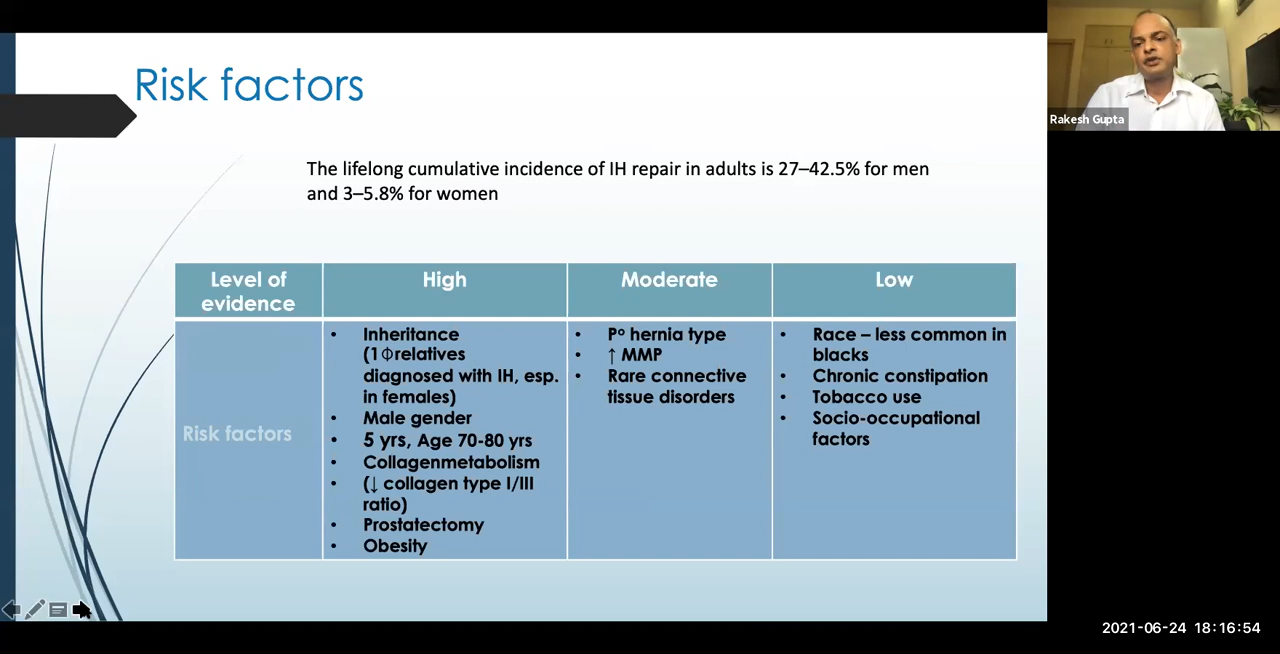 Risk factors
The lifelong cumulative incidence of IH repair in adults is 27–42.5% for men
and 3–5.8% for women
Level of
evidence
High
Moderate
Low
Risk factors
• Inheritance
(1Φrelatives
diagnosed with IH, esp.
in females)
• Male gender
• 5 yrs, Age 70-80 yrs
• Collagenmetabolism
• (↓ collagen type I/III
ratio)
• Prostatectomy
• Obesity
• Pº hernia type
• ↑ MMP
• Rare connective
tissue disorders
• Race – less common in
blacks
• Chronic constipation
• Tobacco use
• Socio-occupational
factors
Rakesh Gupta
2021-06-24 18:16:54